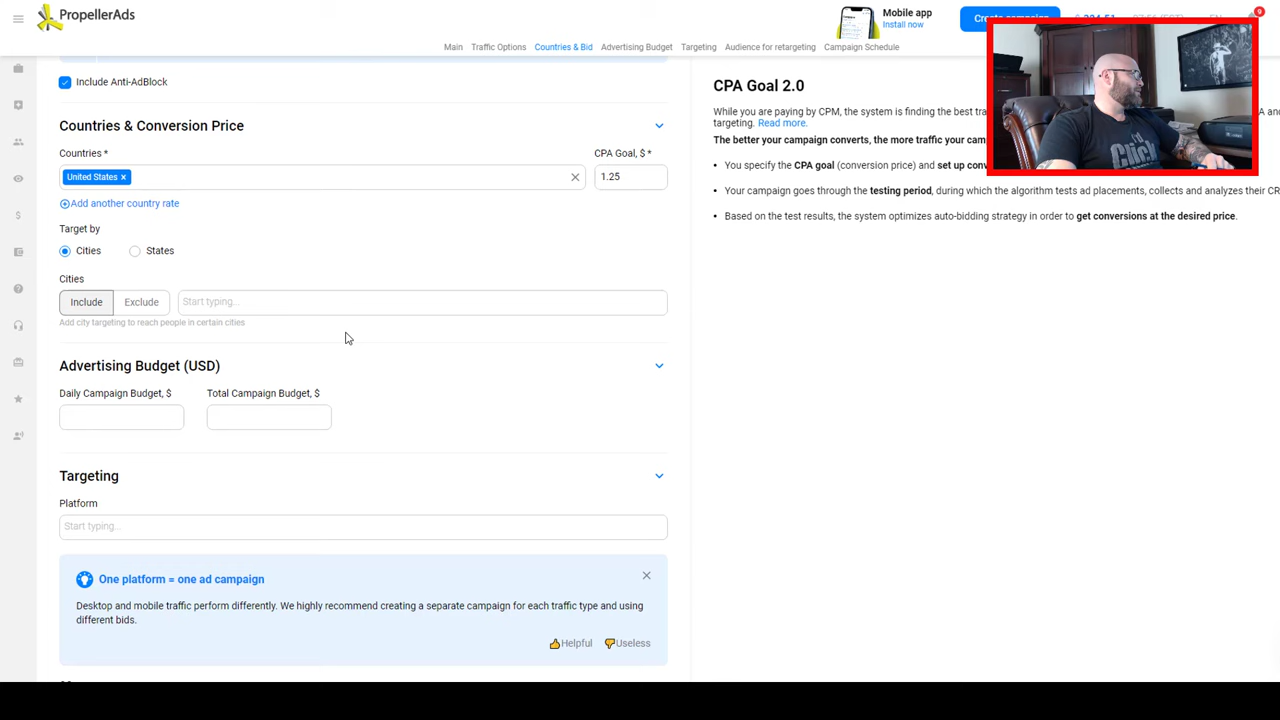 PropellerAds
Mobile app
Install now
9
Main Traffic Options Countries & Bid Advertising Budget Targeting Audience for retargeting Campaign Schedule
Include Anti-AdBlock
Countries & Conversion Price
Countries * CPA Goal, $ *
United States × 1.25
Add another country rate
Target by
Cities States
Cities
Include Exclude Start typing...
Add city targeting to reach people in certain cities
Advertising Budget (USD)
Daily Campaign Budget, $ Total Campaign Budget, $
Targeting
Platform
Start typing...
One platform = one ad campaign
Desktop and mobile traffic perform differently. We highly recommend creating a separate campaign for each traffic type and using
different bids.
Helpful Useless
CPA Goal 2.0
While you are paying by CPM, the system is finding the best
targeting. Read more.
The better your campaign converts, the more traffic your
You specify the CPA goal (conversion price) and set up
Your campaign goes through the testing period, during which the algorithm tests ad placements, collects and analyzes their
Based on the test results, the system optimizes auto-bidding strategy in order to get conversions at the desired price.
Click